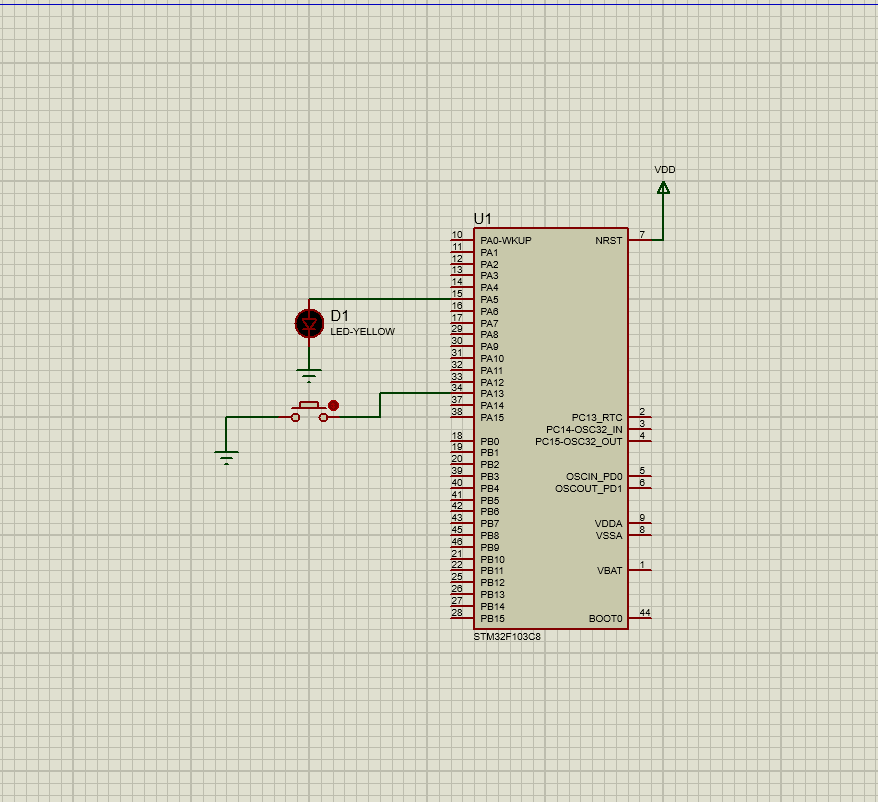 VDD
U1
10 PA0-WKUP NRST 7
11 PA1
12 PA2
13 PA3
14 PA4
15 PA5
16 PA6
D1
LED-YELLOW
17 PA7
29 PA8
30 PA9
31 PA10
32 PA11
33 PA12
34 PA13
37 PA14
38 PA15 PC13_RTC 2
PC14-OSC32_IN 3
18 PB0 PC15-OSC32_OUT 4
19 PB1
20 PB2
39 PB3 OSCIN_PD0 5
40 PB4 OSCOUT_PD1 6
41 PB5
42 PB6
43 PB7 VDDA 9
45 PB8 VSSA 8
46 PB9
21 PB10
22 PB11 VBAT 1
25 PB12
26 PB13
27 PB14
28 PB15 BOOT0 44
STM32F103C8